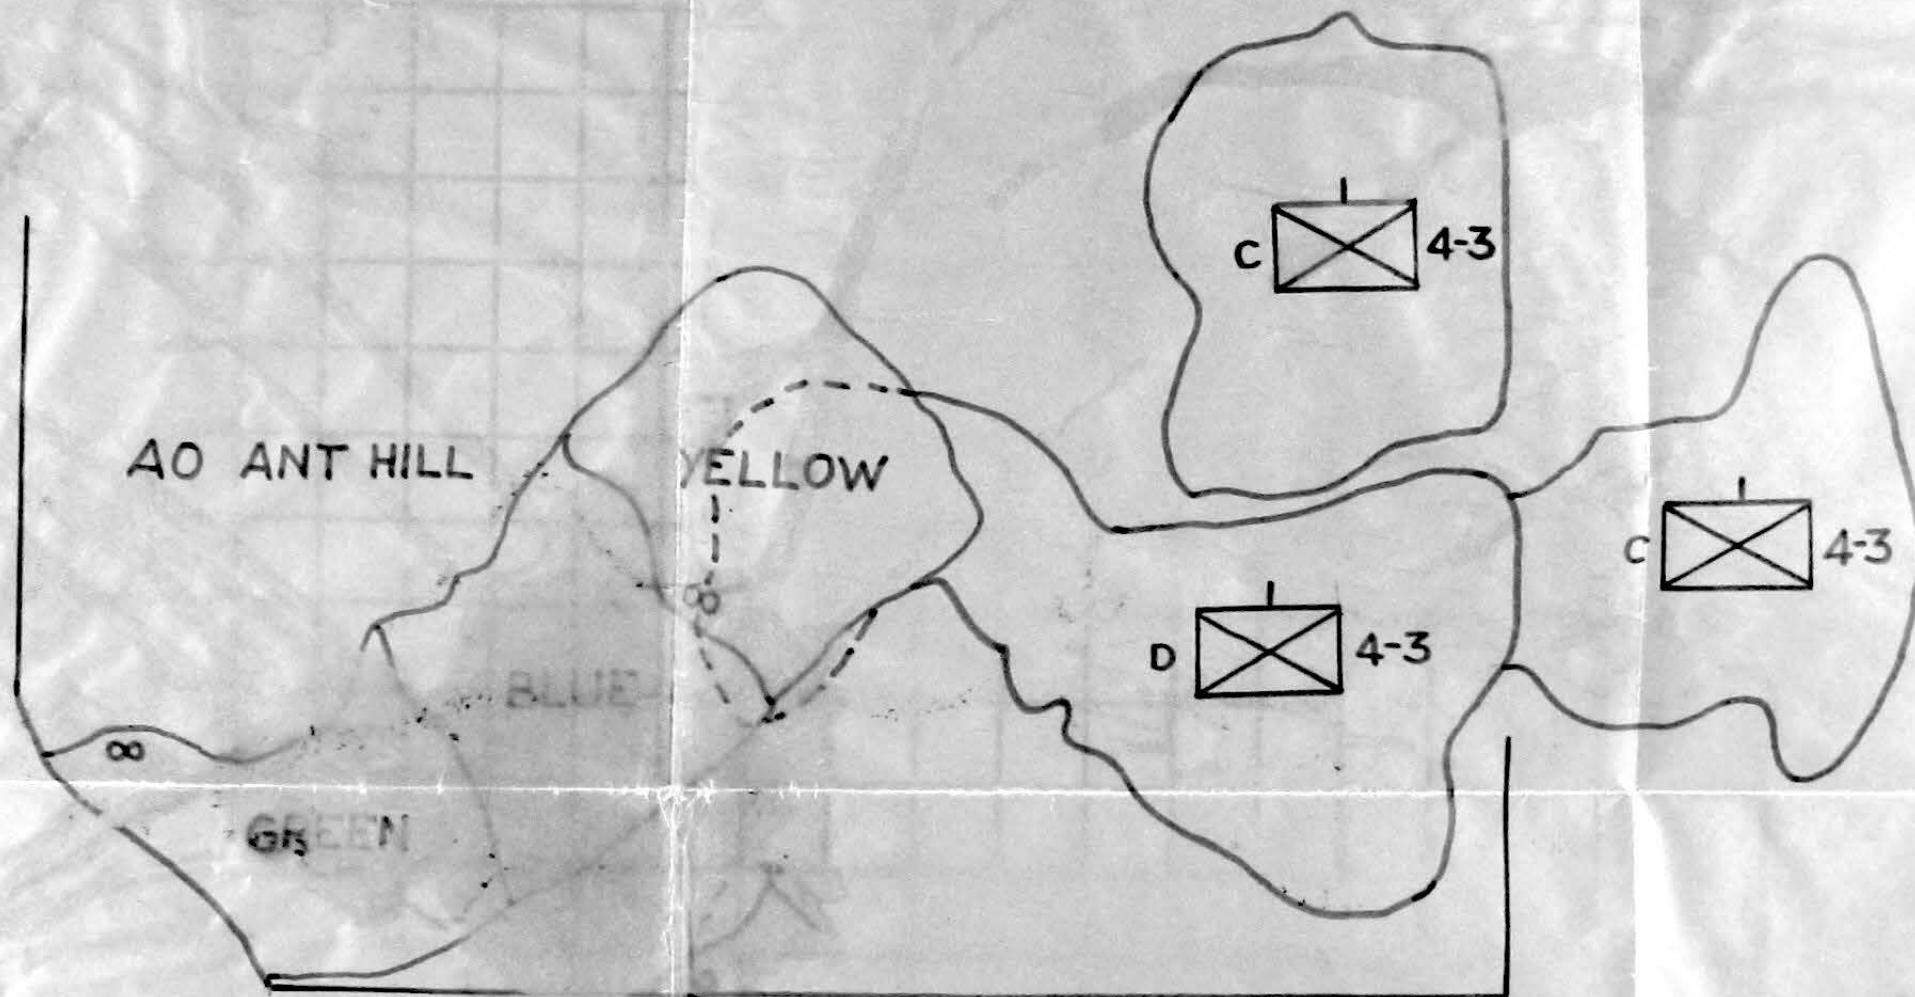 C 4-3
AO ANT HILL
YELLOW
C 4-3
D 4-3
BLUE
GREEN